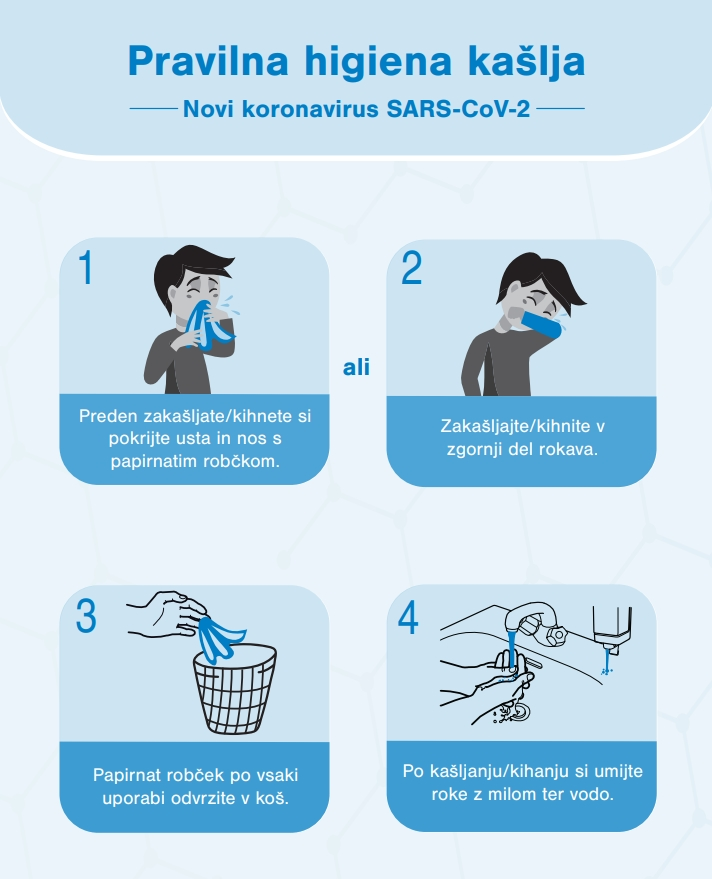 Pravilna higiena kašlja
Novi koronavirus SARS-CoV-2
1
Preden zakašljate/kihnete si
pokrijte usta in nos s
papirnatim robčkom.
ali
2
Zakašljajte/kihnite v
zgornji del rokava.
3
Papirnat robček po vsaki
uporabi odvrzite v koš.
4
Po kašljanju/kihanju si umijte
roke z milom ter vodo.